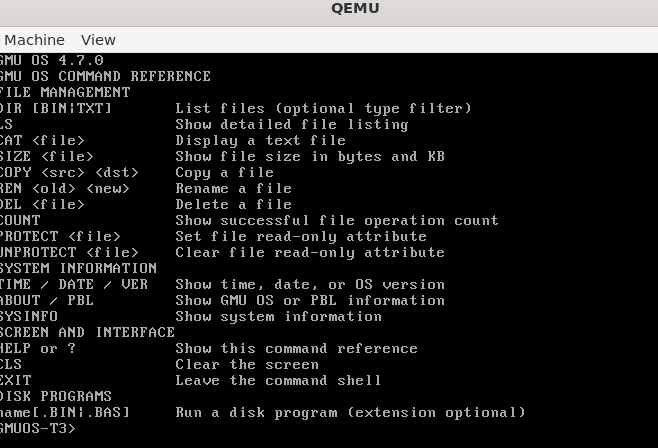 QEMU
Machine View
GMU OS 4.7.0
GMU OS COMMAND REFERENCE
FILE MANAGEMENT
DIR [BIN¦TXT] List files (optional type filter)
LS Show detailed file listing
CAT <file> Display a text file
SIZE <file> Show file size in bytes and KB
COPY <src> <dst> Copy a file
REN <old> <new> Rename a file
DEL <file> Delete a file
COUNT Show successful file operation count
PROTECT <file> Set file read-only attribute
UNPROTECT <file> Clear file read-only attribute
SYSTEM INFORMATION
TIME / DATE / VER Show time, date, or OS version
ABOUT / PBL Show GMU OS or PBL information
SYSINFO Show system information
SCREEN AND INTERFACE
HELP or ? Show this command reference
CLS Clear the screen
EXIT Leave the command shell
DISK PROGRAMS
name[.BIN¦.BAS] Run a disk program (extension optional)
GMUOS-T3>